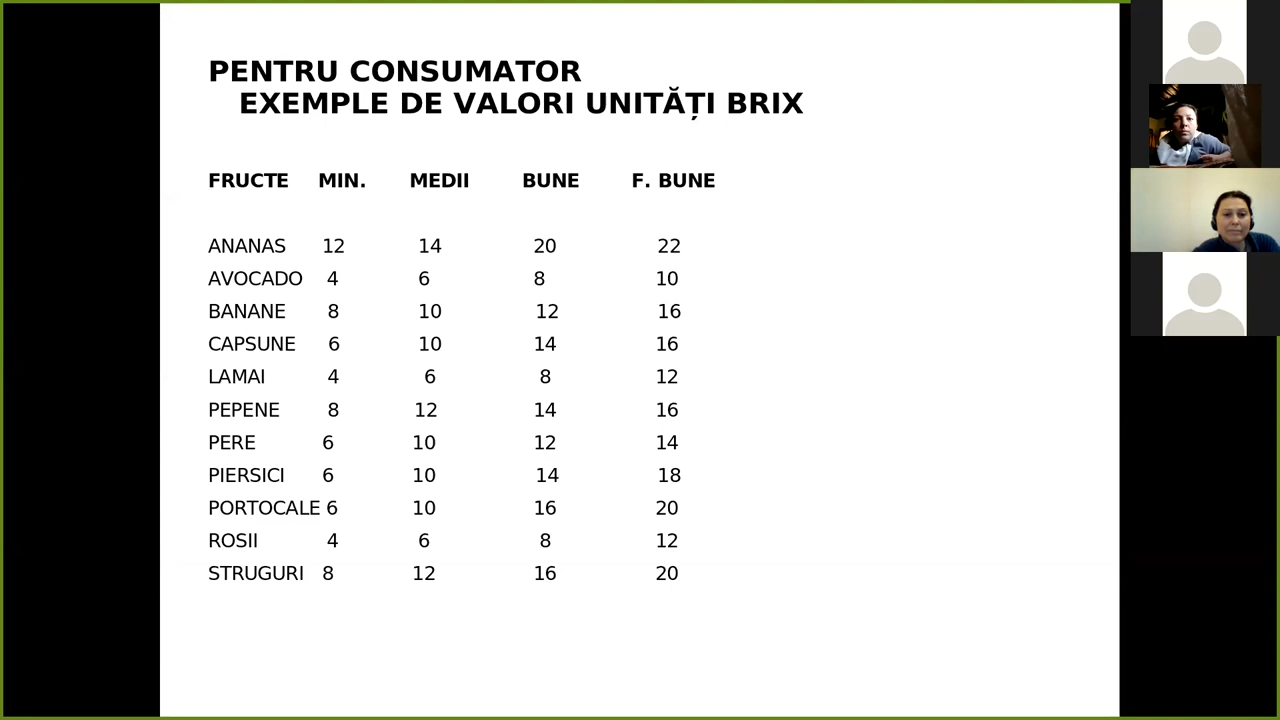 PENTRU CONSUMATOR
EXEMPLE DE VALORI UNITĂȚI BRIX
FRUCTE MIN. MEDII BUNE F. BUNE
ANANAS 12 14 20 22
AVOCADO 4 6 8 10
BANANE 8 10 12 16
CAPSUNE 6 10 14 16
LAMAI 4 6 8 12
PEPENE 8 12 14 16
PERE 6 10 12 14
PIERSICI 6 10 14 18
PORTOCALE 6 10 16 20
ROSII 4 6 8 12
STRUGURI 8 12 16 20